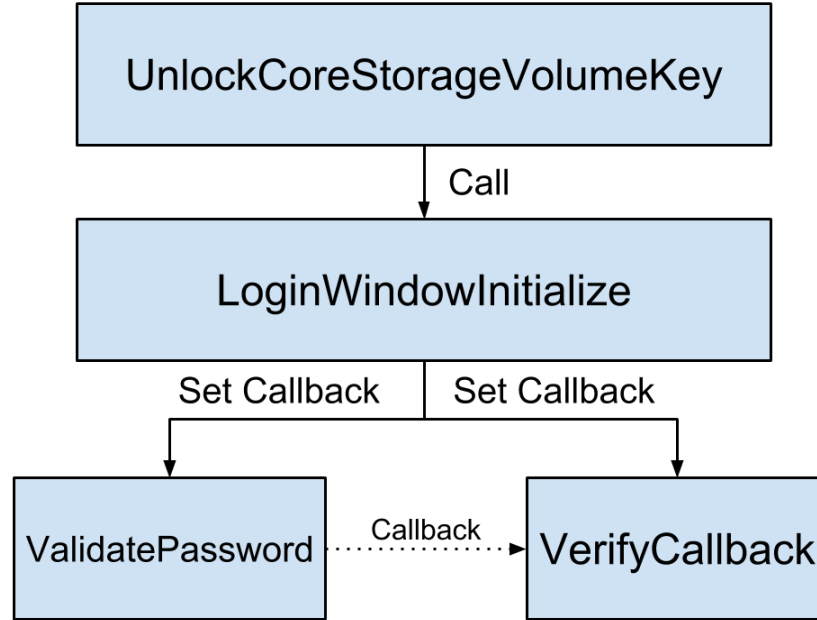 UnlockCoreStorageVolumeKey
Call
LoginWindowInitialize
Set Callback
Set Callback
ValidatePassword
Callback
VerifyCallback